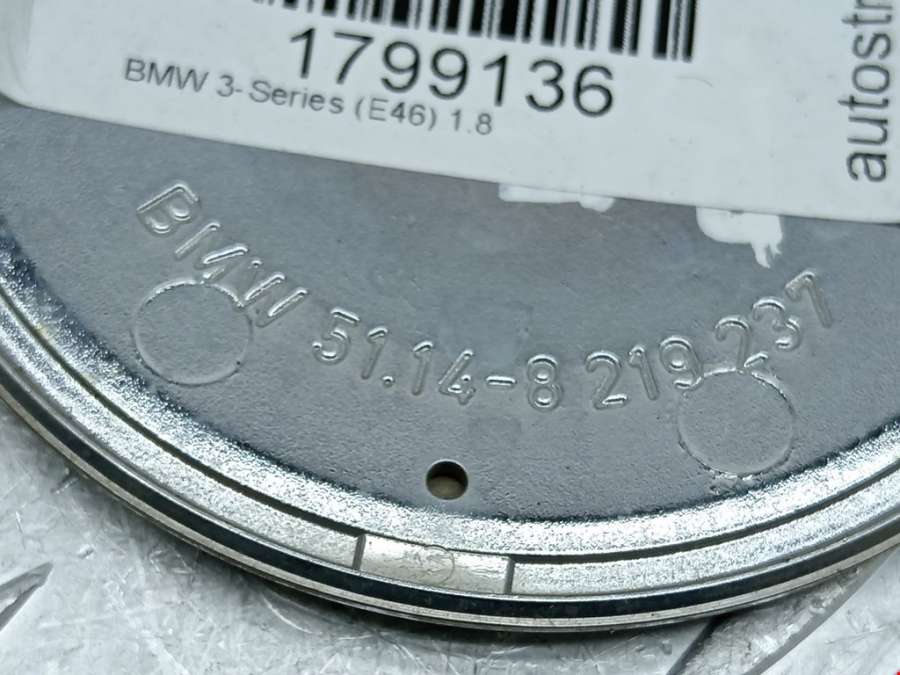 1799136
BMW 3-Series (E46) 1.8
autostr
BMW 51.14-8 219 237